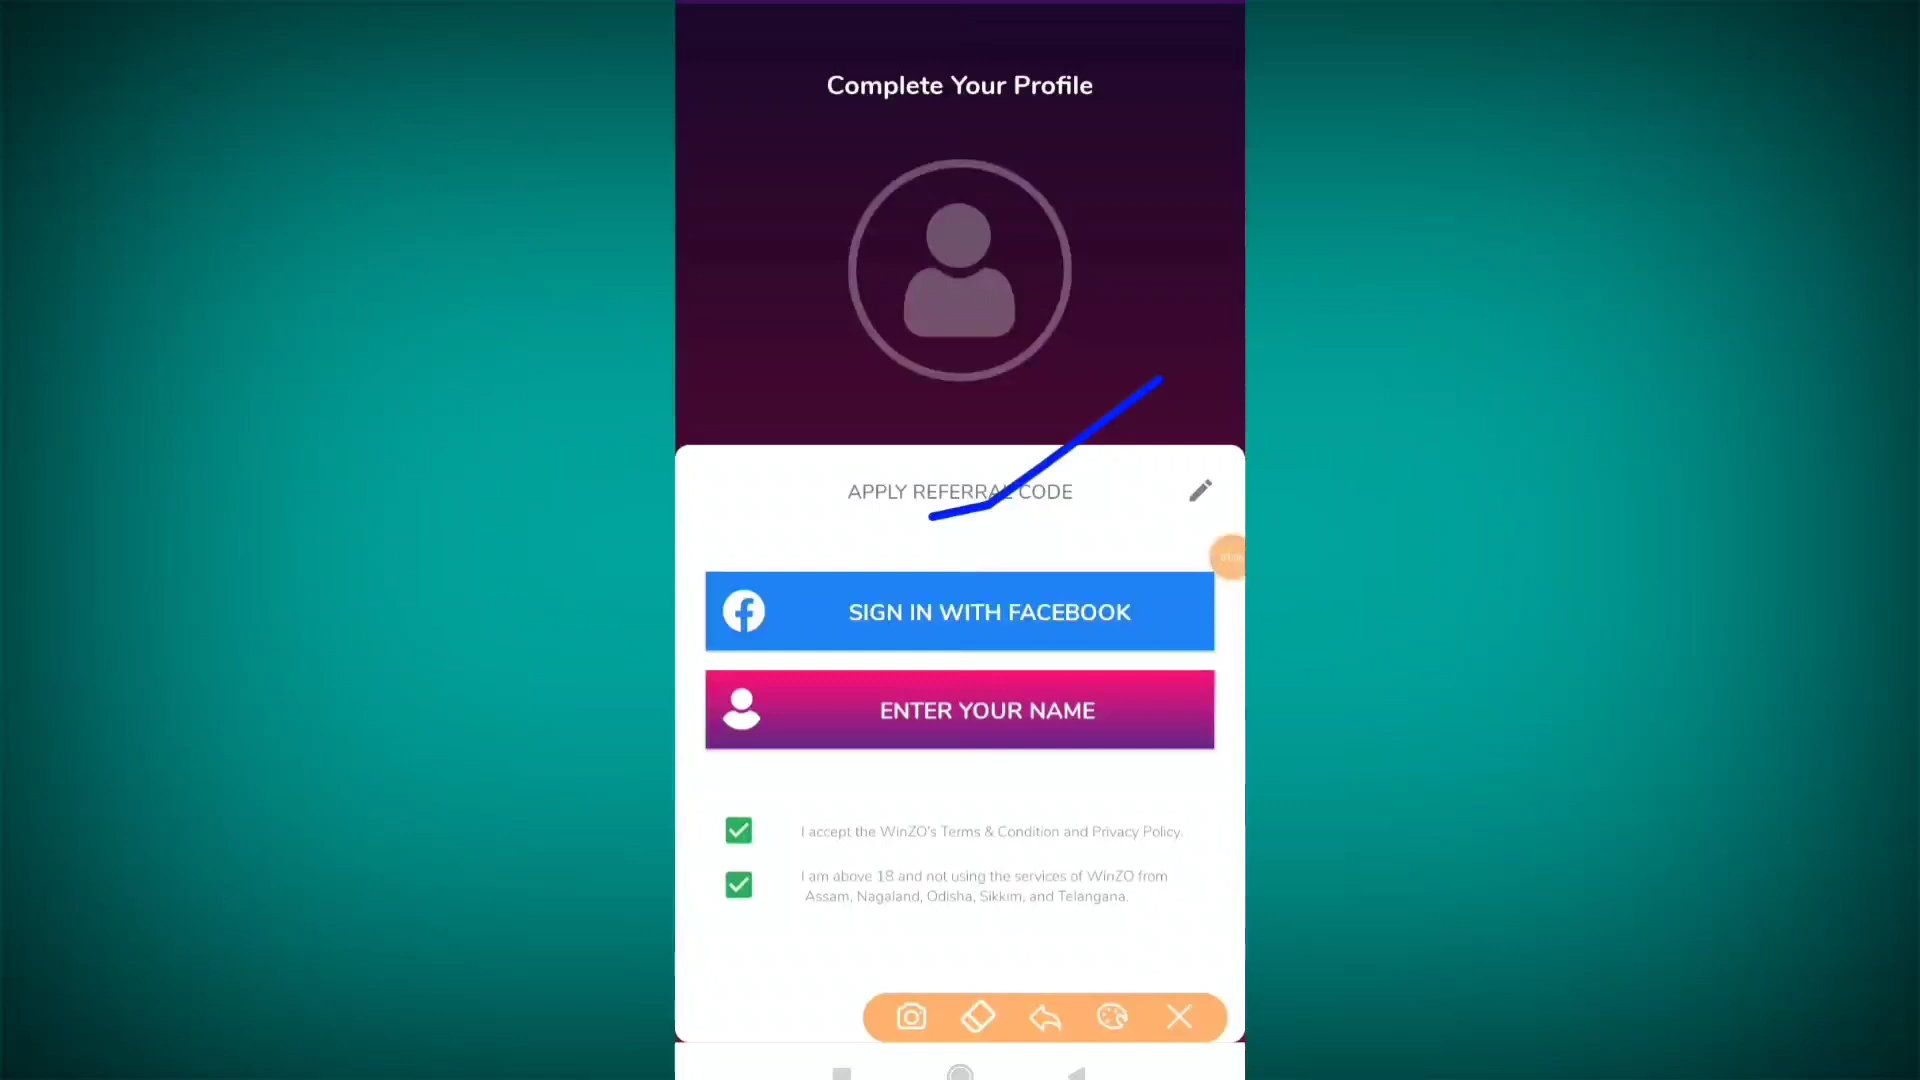 Complete Your Profile
APPLY REFERRAL CODE
SIGN IN WITH FACEBOOK
ENTER YOUR NAME
I accept the WinZO's Terms & Condition and Privacy Policy.
I am above 18 and not using the services of WinZO from
Assam, Nagaland, Odisha, Sikkim, and Telangana.